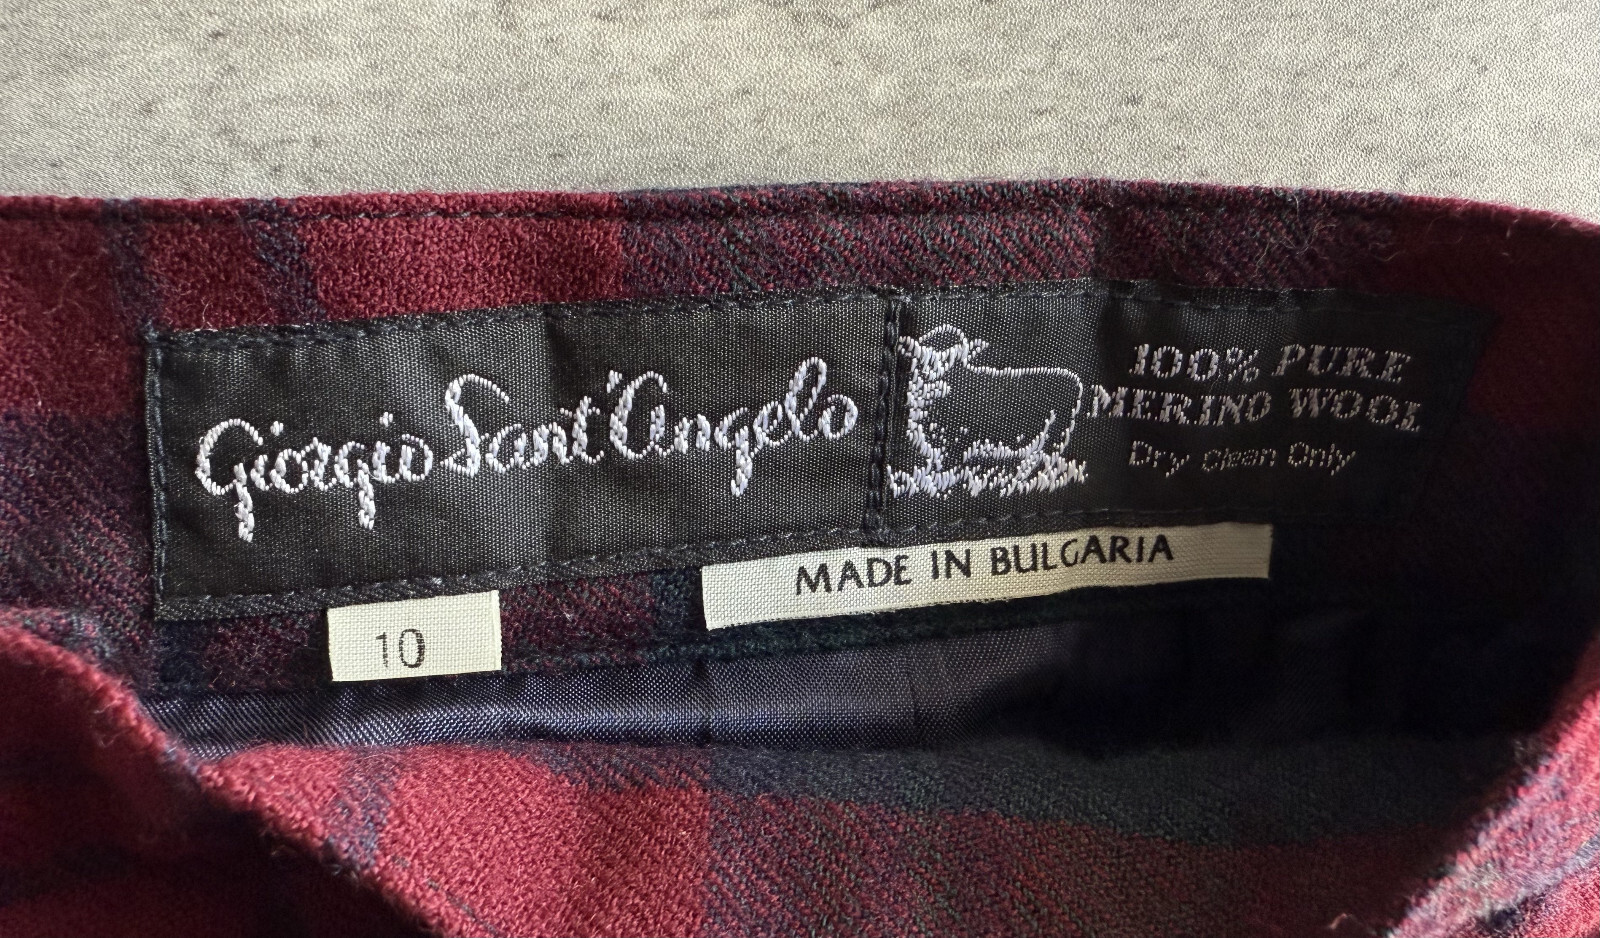 Giorgio Sant'Angelo
100% PURE
MERINO WOOL
Dry Clean Only
MADE IN BULGARIA
10